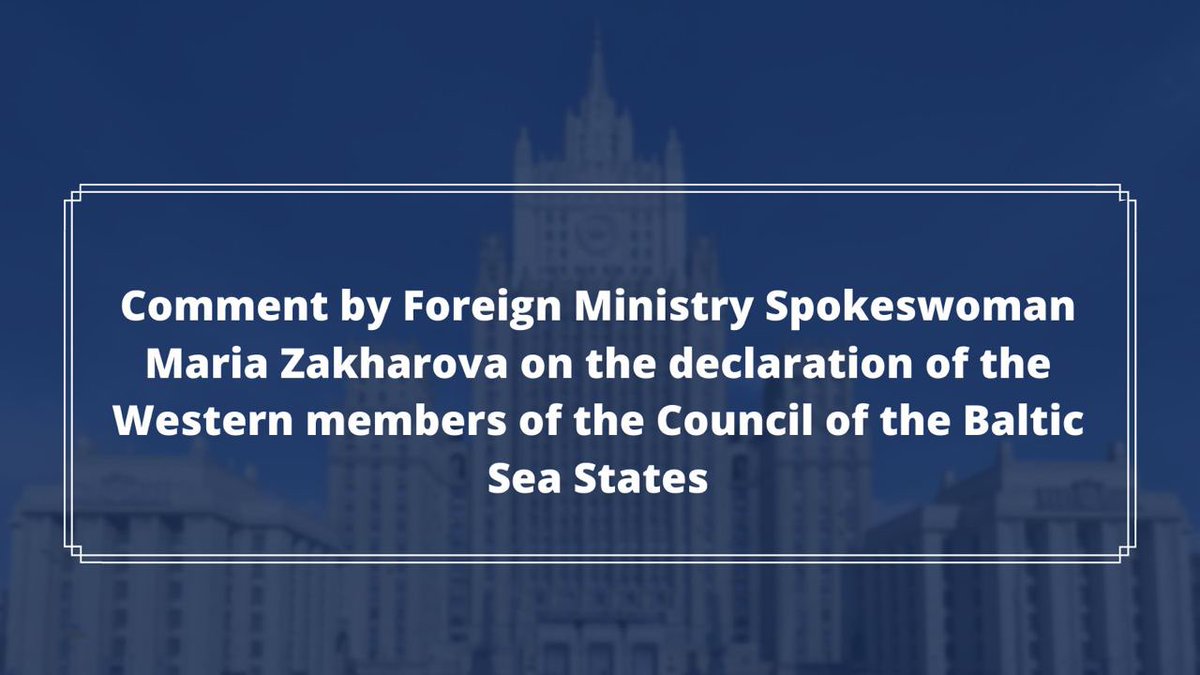 Comment by Foreign Ministry Spokeswoman
Maria Zakharova on the declaration of the
Western members of the Council of the Baltic
Sea States